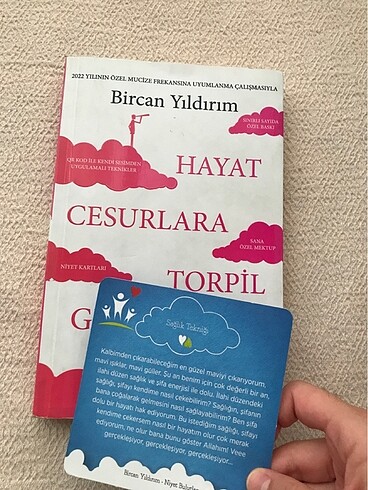 2022 YILININ ÖZEL MUCİZE FREKANSINA UYUMLANMA ÇALIŞMASIYLA
Bircan Yıldırım
SINIRLI SAYIDA
ÖZEL BASKI
QR KOD İLE KENDİ SESİMDEN
UYGULAMALI TEKNİKLER
HAYAT
CESURLARA
SANA
ÖZEL MEKTUP
NİYET KARTLARI
TORPİL
G
Sağlık Tekniği
Kalbimden çıkarabileceğim en güzel maviyi çıkarıyorum,
mavi ışıklar, mavi güller. Şu an benim için çok değerli bir an,
ilahi düzen sağlık ve şifa enerjisi ile dolu. İlahi düzendeki
sağlığı, şifayı kendime nasıl çekebilirim? Sağlığın, şifanın
bana çoğalarak gelmesini nasıl sağlayabilirim? Ben şifa
dolu bir hayatı hak ediyorum. Bu istediğim sağlığı, şifayı
kendime çekersem nasıl bir hayatım olur çok merak
ediyorum, ne olur bana bunu göster Allahım! Veee
gerçekleşiyor, gerçekleşiyor, gerçekleşiyor...
Bircan Yıldırım - Niyet Bulutları